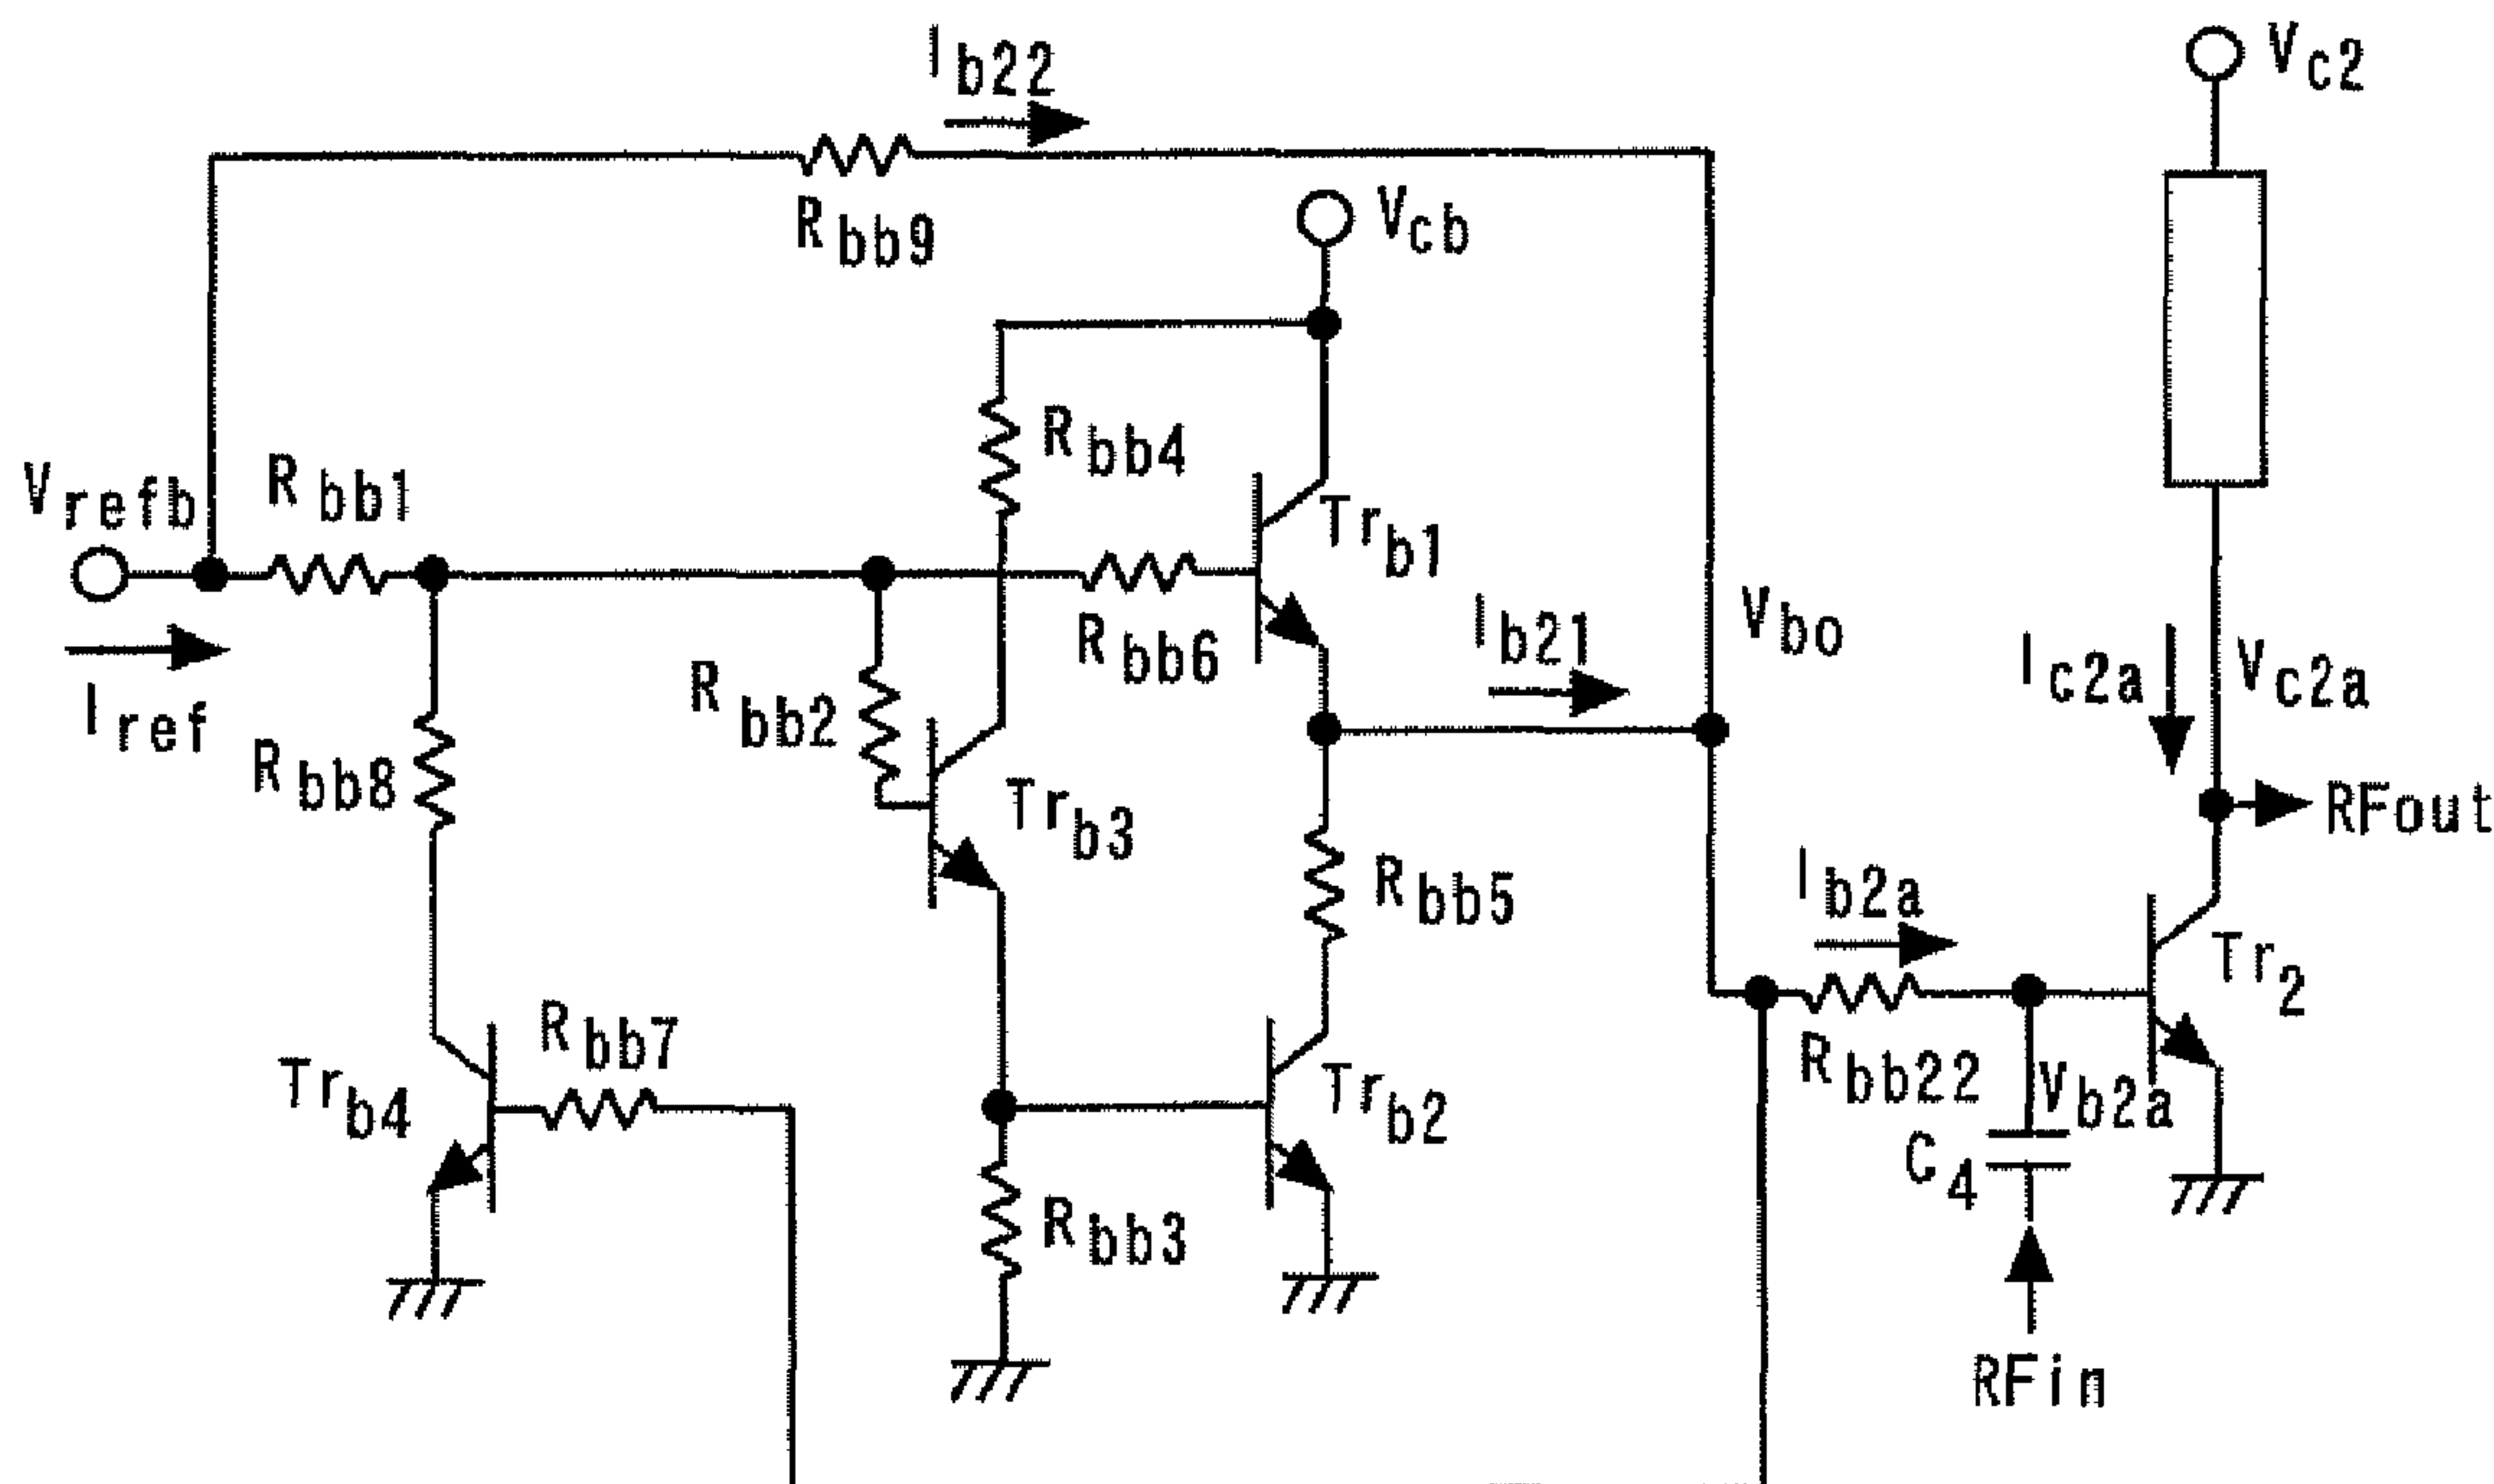 Ib22
Vc2
Rbb9
Vcb
Rbb4
Vrefb
Rbb1
Trb1
Iref
Rbb8
Rbb2
Rbb6
Ib21
Vbo
Ic2a
Vc2a
RFout
Trb3
Rbb5
Ib2a
Tr2
Trb4
Rbb7
Trb2
Rbb22
Vb2a
C4
Rbb3
RFin